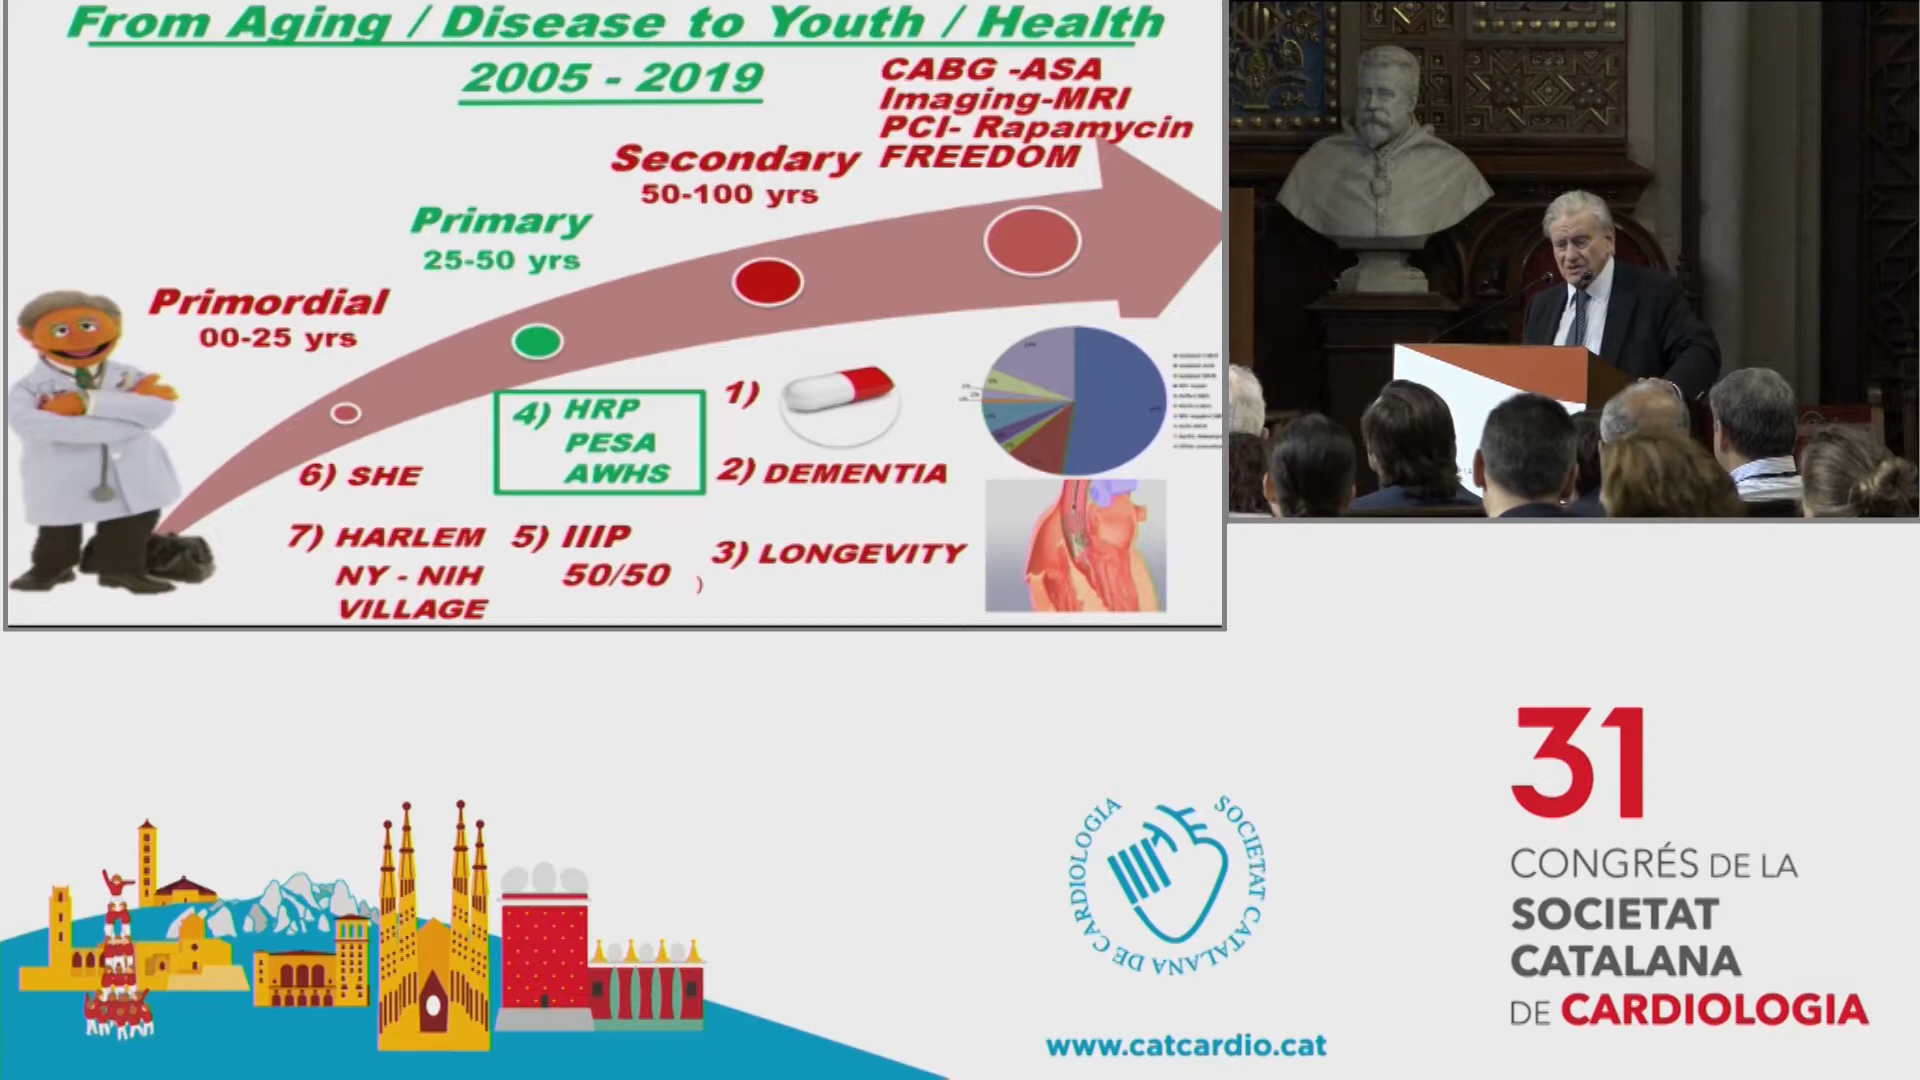 From Aging / Disease to Youth / Health
2005 - 2019
CABG -ASA
Imaging-MRI
PCI- Rapamycin
FREEDOM
Secondary
50-100 yrs
Primary
25-50 yrs
Primordial
00-25 yrs
1)
2) DEMENTIA
3) LONGEVITY
4) HRP
PESA
AWHS
5) IIIP
50/50 )
6) SHE
7) HARLEM
NY - NIH
VILLAGE
SOCIETAT CATALANA DE CARDIOLOGIA
www.catcardio.cat
31
CONGRÉS DE LA
SOCIETAT
CATALANA
DE CARDIOLOGIA